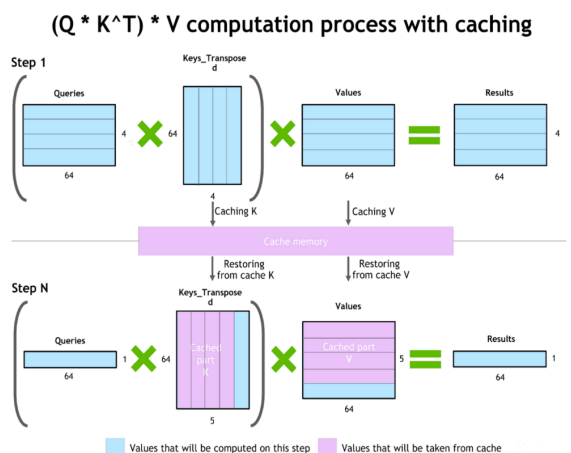 (Q * K^T) * V computation process with caching
Step 1
Queries
4
64
Keys_Transpose
d
64
4
Values
64
Results
4
64
Caching K
Caching V
Cache memory
Restoring
from cache K
Restoring
from cache V
Step N
Queries
1
64
Keys_Transpose
d
64
Cached
part
K
5
Values
Cached part
V
5
64
Results
1
64
Values that will be computed on this step
Values that will be taken from cache